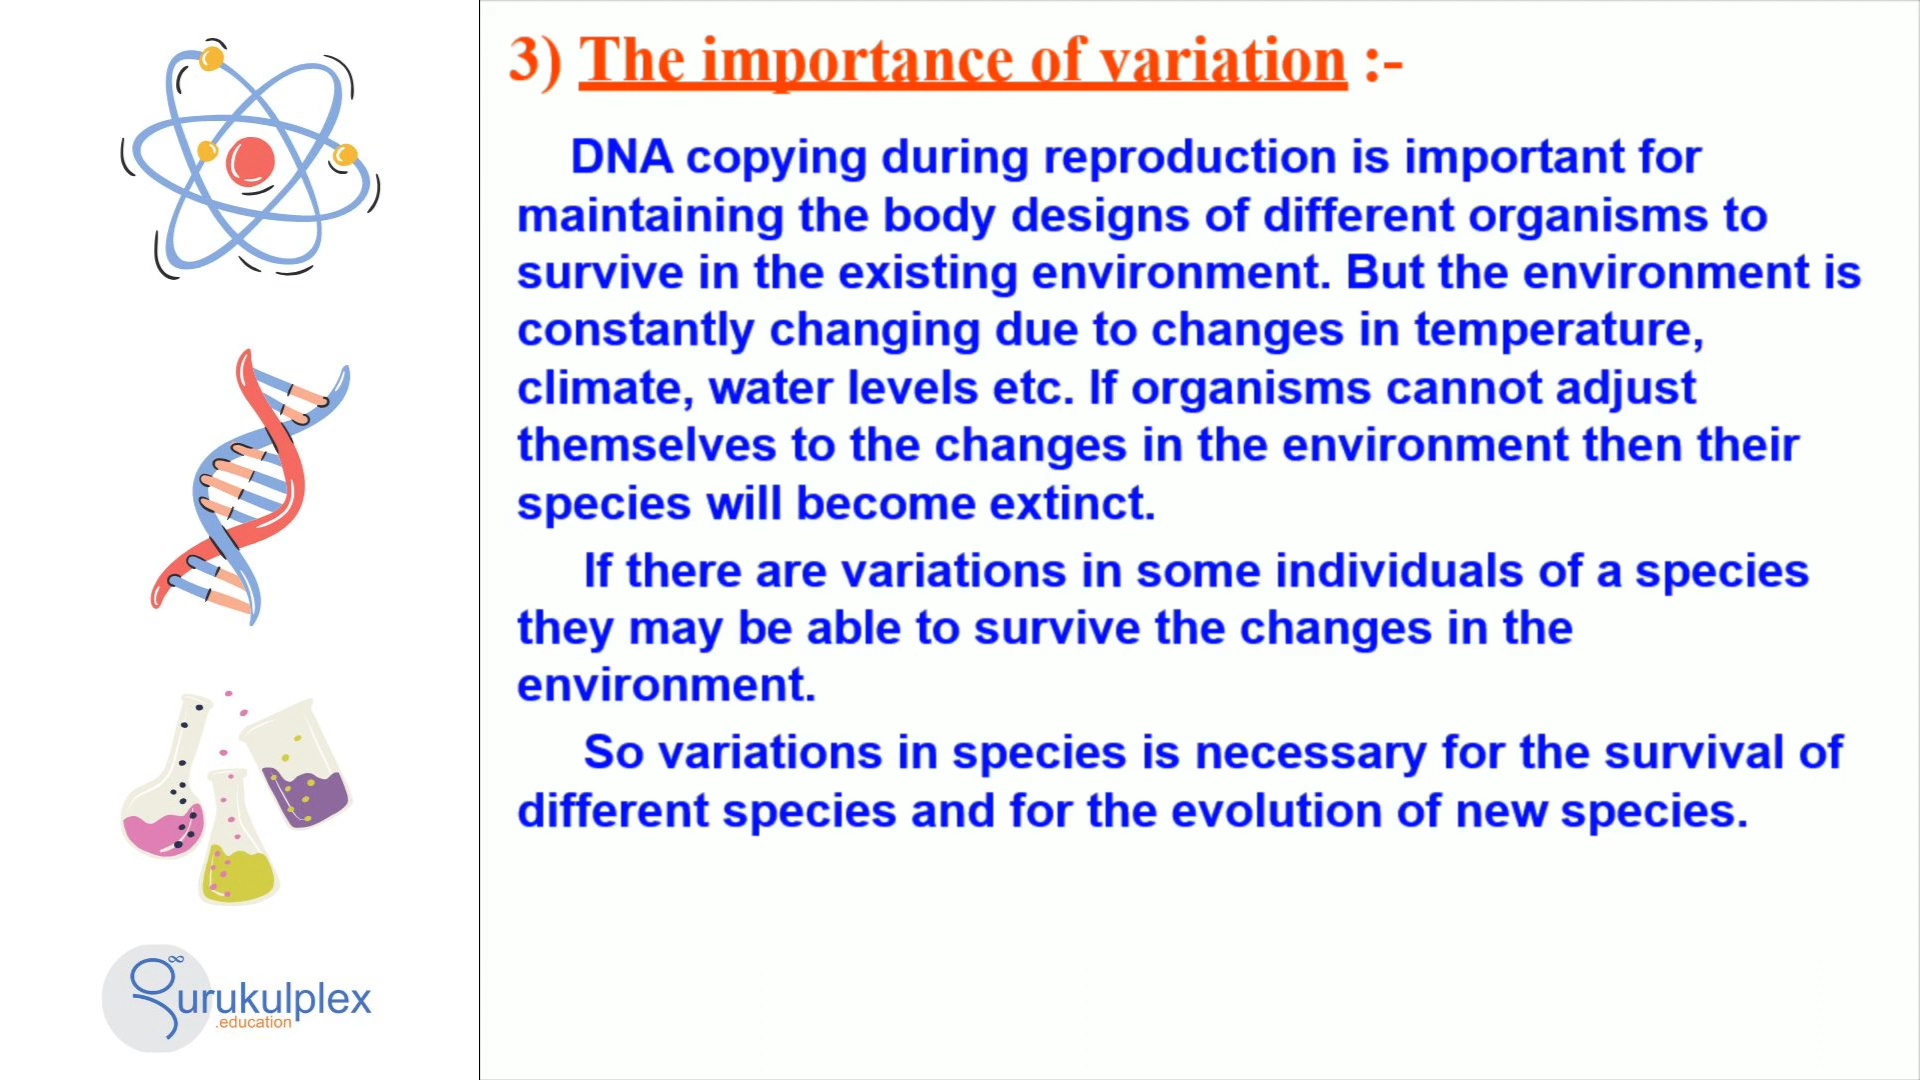 3) The importance of variation :-
DNA copying during reproduction is important for
maintaining the body designs of different organisms to
survive in the existing environment. But the environment is
constantly changing due to changes in temperature,
climate, water levels etc. If organisms cannot adjust
themselves to the changes in the environment then their
species will become extinct.
If there are variations in some individuals of a species
they may be able to survive the changes in the
environment.
So variations in species is necessary for the survival of
different species and for the evolution of new species.
gurukulplex
.education